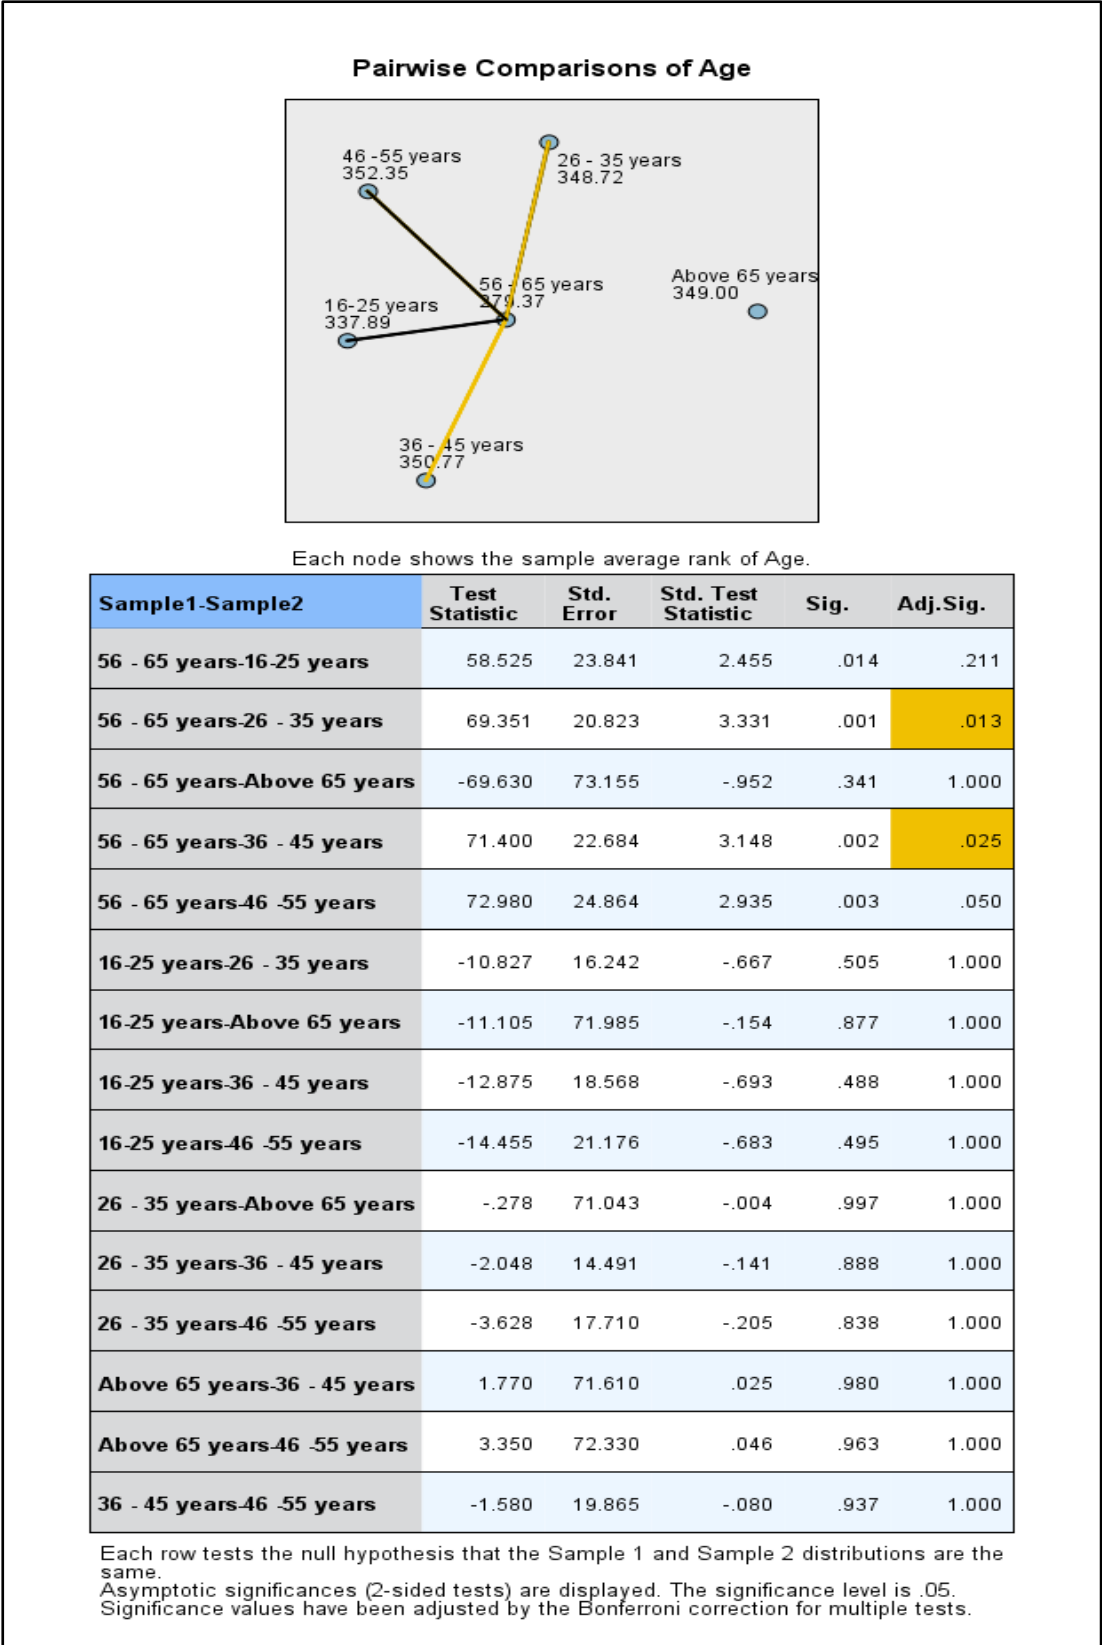 Pairwise Comparisons of Age
46 -55 years
352.35
26 - 35 years
348.72
56 - 65 years
279.37
Above 65 years
349.00
16-25 years
337.89
36 - 45 years
350.77
Each node shows the sample average rank of Age.
Sample1-Sample2 Test Statistic Std. Error Std. Test Statistic Sig. Adj.Sig.
56 - 65 years-16-25 years 58.525 23.841 2.455 .014 .211
56 - 65 years-26 - 35 years 69.351 20.823 3.331 .001 .013
56 - 65 years-Above 65 years -69.630 73.155 -.952 .341 1.000
56 - 65 years-36 - 45 years 71.400 22.684 3.148 .002 .025
56 - 65 years-46 -55 years 72.980 24.864 2.935 .003 .050
16-25 years-26 - 35 years -10.827 16.242 -.667 .505 1.000
16-25 years-Above 65 years -11.105 71.985 -.154 .877 1.000
16-25 years-36 - 45 years -12.875 18.568 -.693 .488 1.000
16-25 years-46 -55 years -14.455 21.176 -.683 .495 1.000
26 - 35 years-Above 65 years -.278 71.043 -.004 .997 1.000
26 - 35 years-36 - 45 years -2.048 14.491 -.141 .888 1.000
26 - 35 years-46 -55 years -3.628 17.710 -.205 .838 1.000
Above 65 years-36 - 45 years 1.770 71.610 .025 .980 1.000
Above 65 years-46 -55 years 3.350 72.330 .046 .963 1.000
36 - 45 years-46 -55 years -1.580 19.865 -.080 .937 1.000
Each row tests the null hypothesis that the Sample 1 and Sample 2 distributions are the
same.
Asymptotic significances (2-sided tests) are displayed. The significance level is .05.
Significance values have been adjusted by the Bonferroni correction for multiple tests.